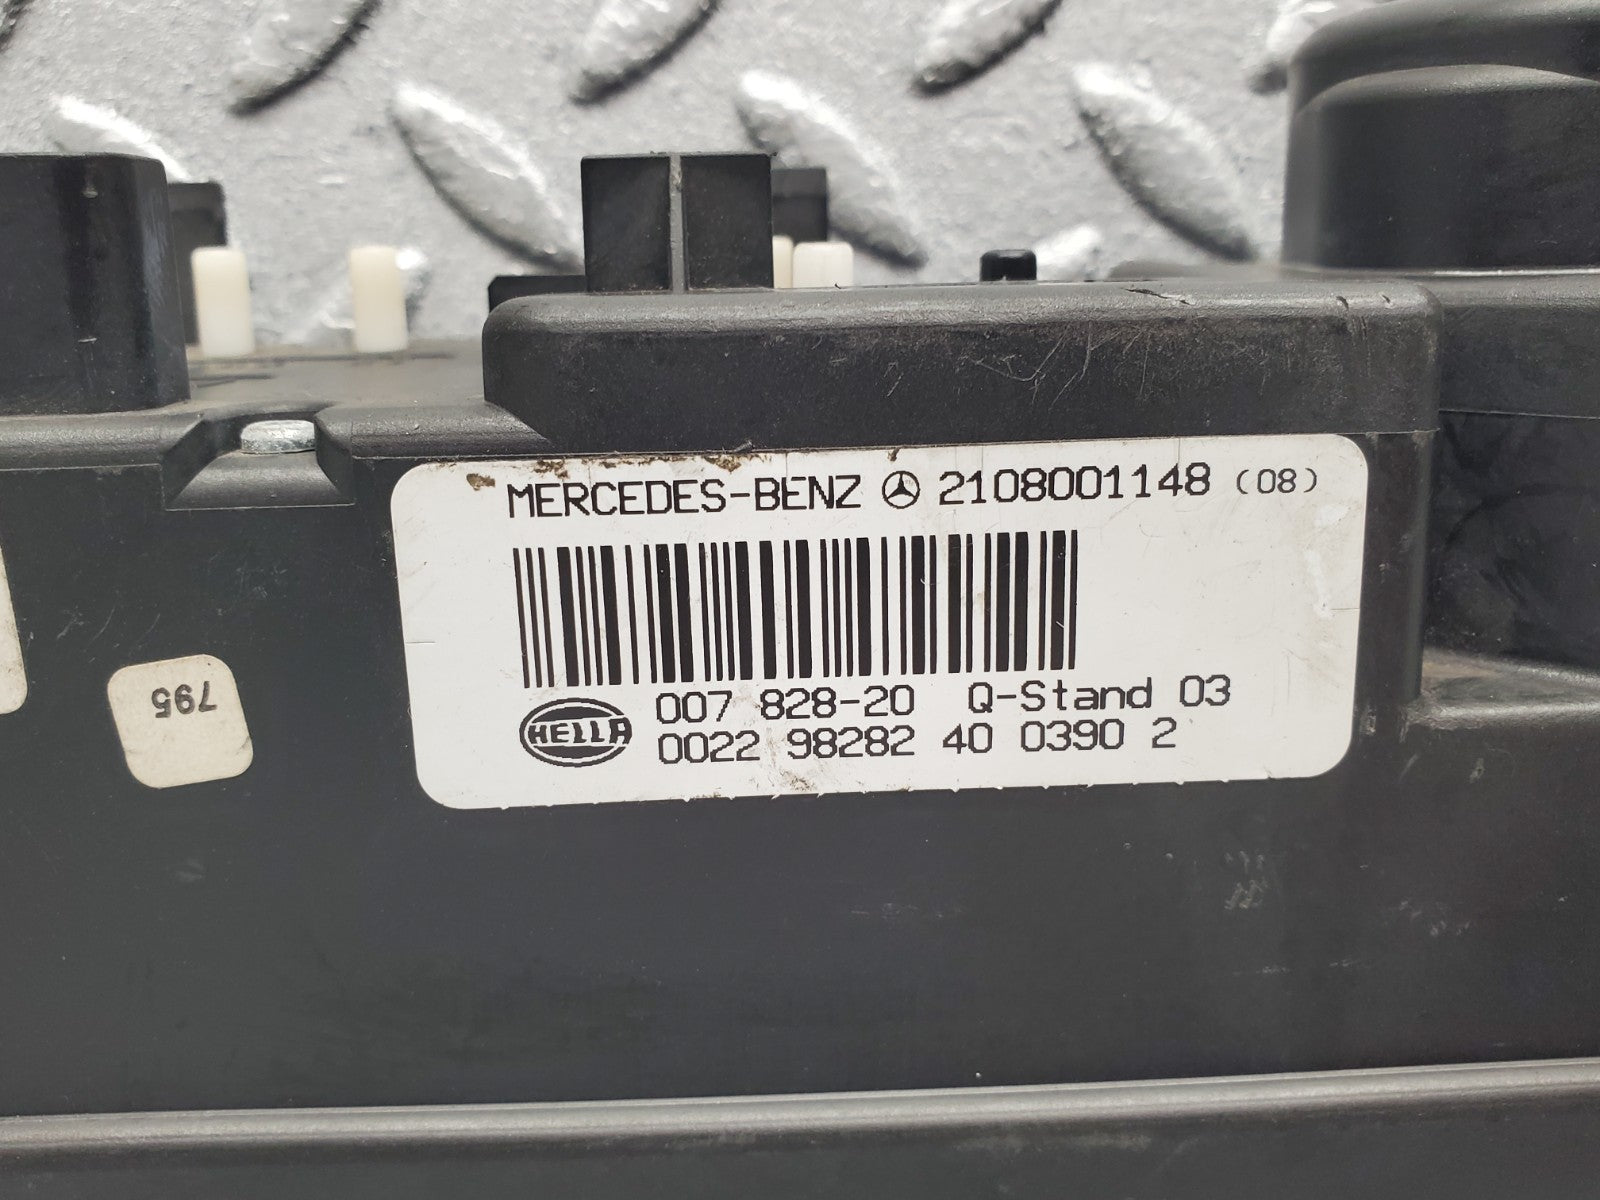 MERCEDES-BENZ 2108001148 (08)
HELLA
007 828-20 Q-Stand 03
0022 98282 40 0390 2
795